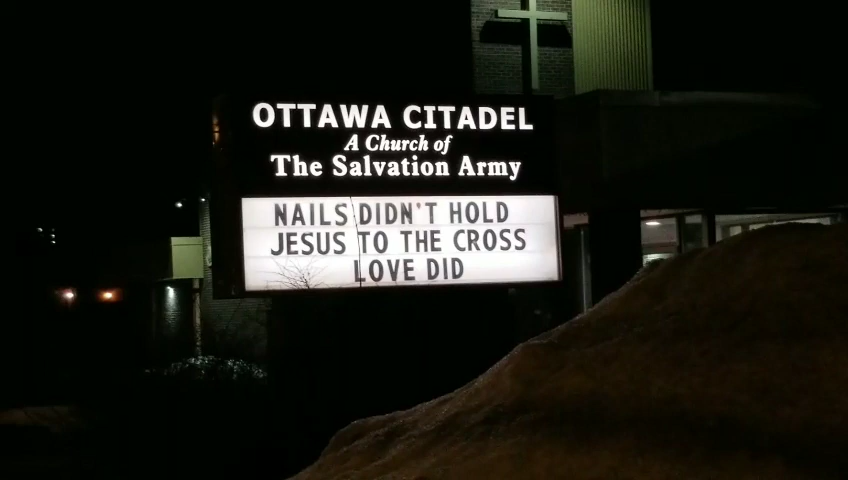 OTTAWA CITADEL
A Church of
The Salvation Army
NAILS DIDN'T HOLD
JESUS TO THE CROSS
LOVE DID